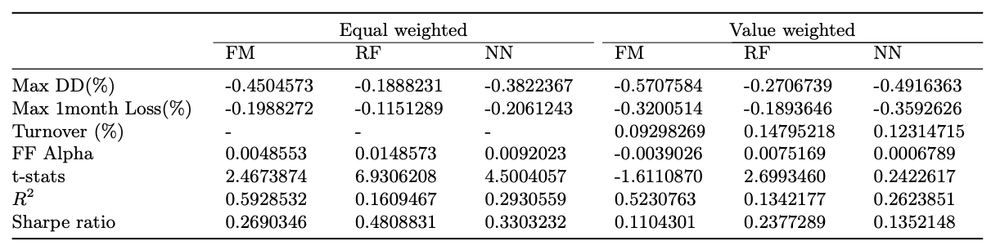 Equal weighted Value weighted
FM RF NN FM RF NN
Max DD(%) -0.4504573 -0.1888231 -0.3822367 -0.5707584 -0.2706739 -0.4916363
Max 1month Loss(%) -0.1988272 -0.1151289 -0.2061243 -0.3200514 -0.1893646 -0.3592626
Turnover (%) - - - 0.09298269 0.14795218 0.12314715
FF Alpha 0.0048553 0.0148573 0.0092023 -0.0039026 0.0075169 0.0006789
t-stats 2.4673874 6.9306208 4.5004057 -1.6110870 2.6993460 0.2422617
R² 0.5928532 0.1609467 0.2930559 0.5230763 0.1342177 0.2623851
Sharpe ratio 0.2690346 0.4808831 0.3303232 0.1104301 0.2377289 0.1352148